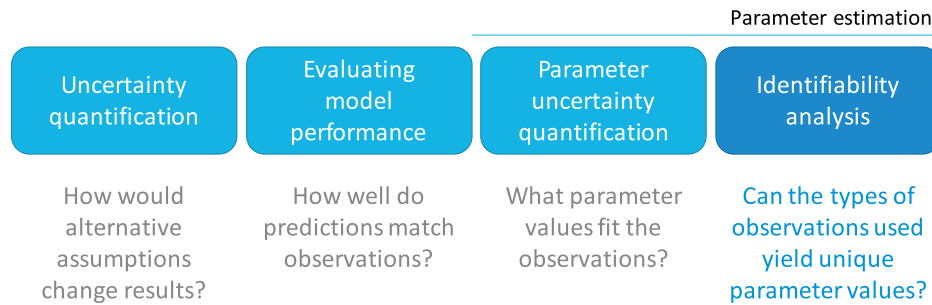 Parameter estimation
Uncertainty
quantification
Evaluating
model
performance
Parameter
uncertainty
quantification
Identifiability
analysis
How would
alternative
assumptions
change results?
How well do
predictions match
observations?
What parameter
values fit the
observations?
Can the types of
observations used
yield unique
parameter values?